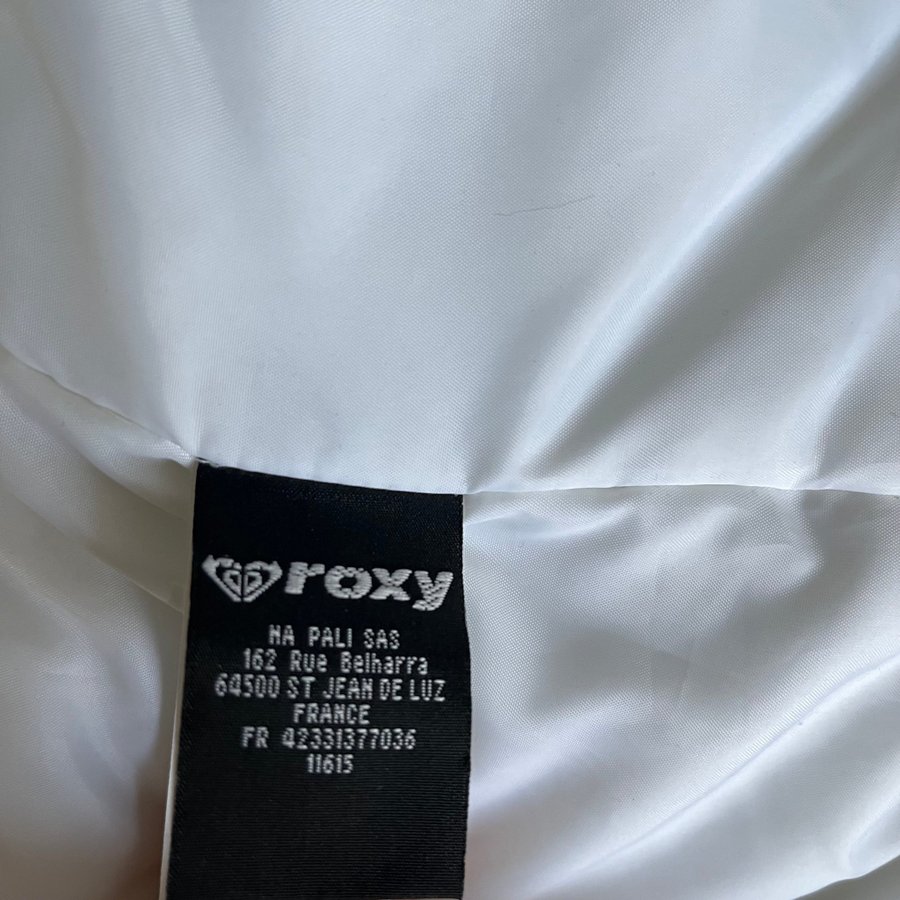 roxy
NA PALI SAS
162 Rue Belharra
64500 ST JEAN DE LUZ
FRANCE
FR 42331377036
11615